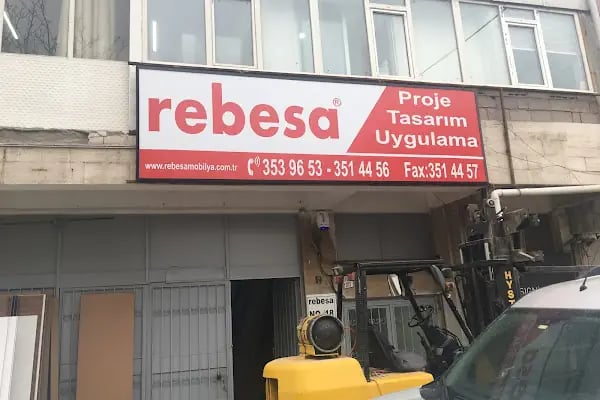 rebesa®
Proje
Tasarım
Uygulama
www.rebesamobilya.com.tr 353 96 53 - 351 44 56 Fax:351 44 57
rebesa
NO 18
HYST